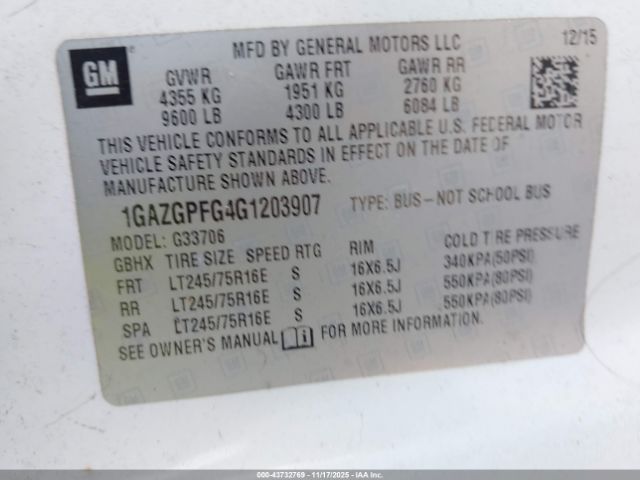 GM
MFD BY GENERAL MOTORS LLC 12/15
GVWR GAWR FRT GAWR RR
4355 KG 1951 KG 2760 KG
9600 LB 4300 LB 6084 LB
THIS VEHICLE CONFORMS TO ALL APPLICABLE U.S. FEDERAL MOTOR
VEHICLE SAFETY STANDARDS IN EFFECT ON THE DATE OF
MANUFACTURE SHOWN ABOVE.
1GAZGPFG4G1203907 TYPE: BUS-NOT SCHOOL BUS
MODEL: G33706
GBHX TIRE SIZE SPEED RTG RIM COLD TIRE PRESSURE
FRT LT245/75R16E S 16X6.5J 340KPA(50PSI)
RR LT245/75R16E S 16X6.5J 550KPA(80PSI)
SPA LT245/75R16E S 16X6.5J 550KPA(80PSI)
SEE OWNER'S MANUAL FOR MORE INFORMATION.
000-43732769 - 11/17/2025 - IAAI.COM